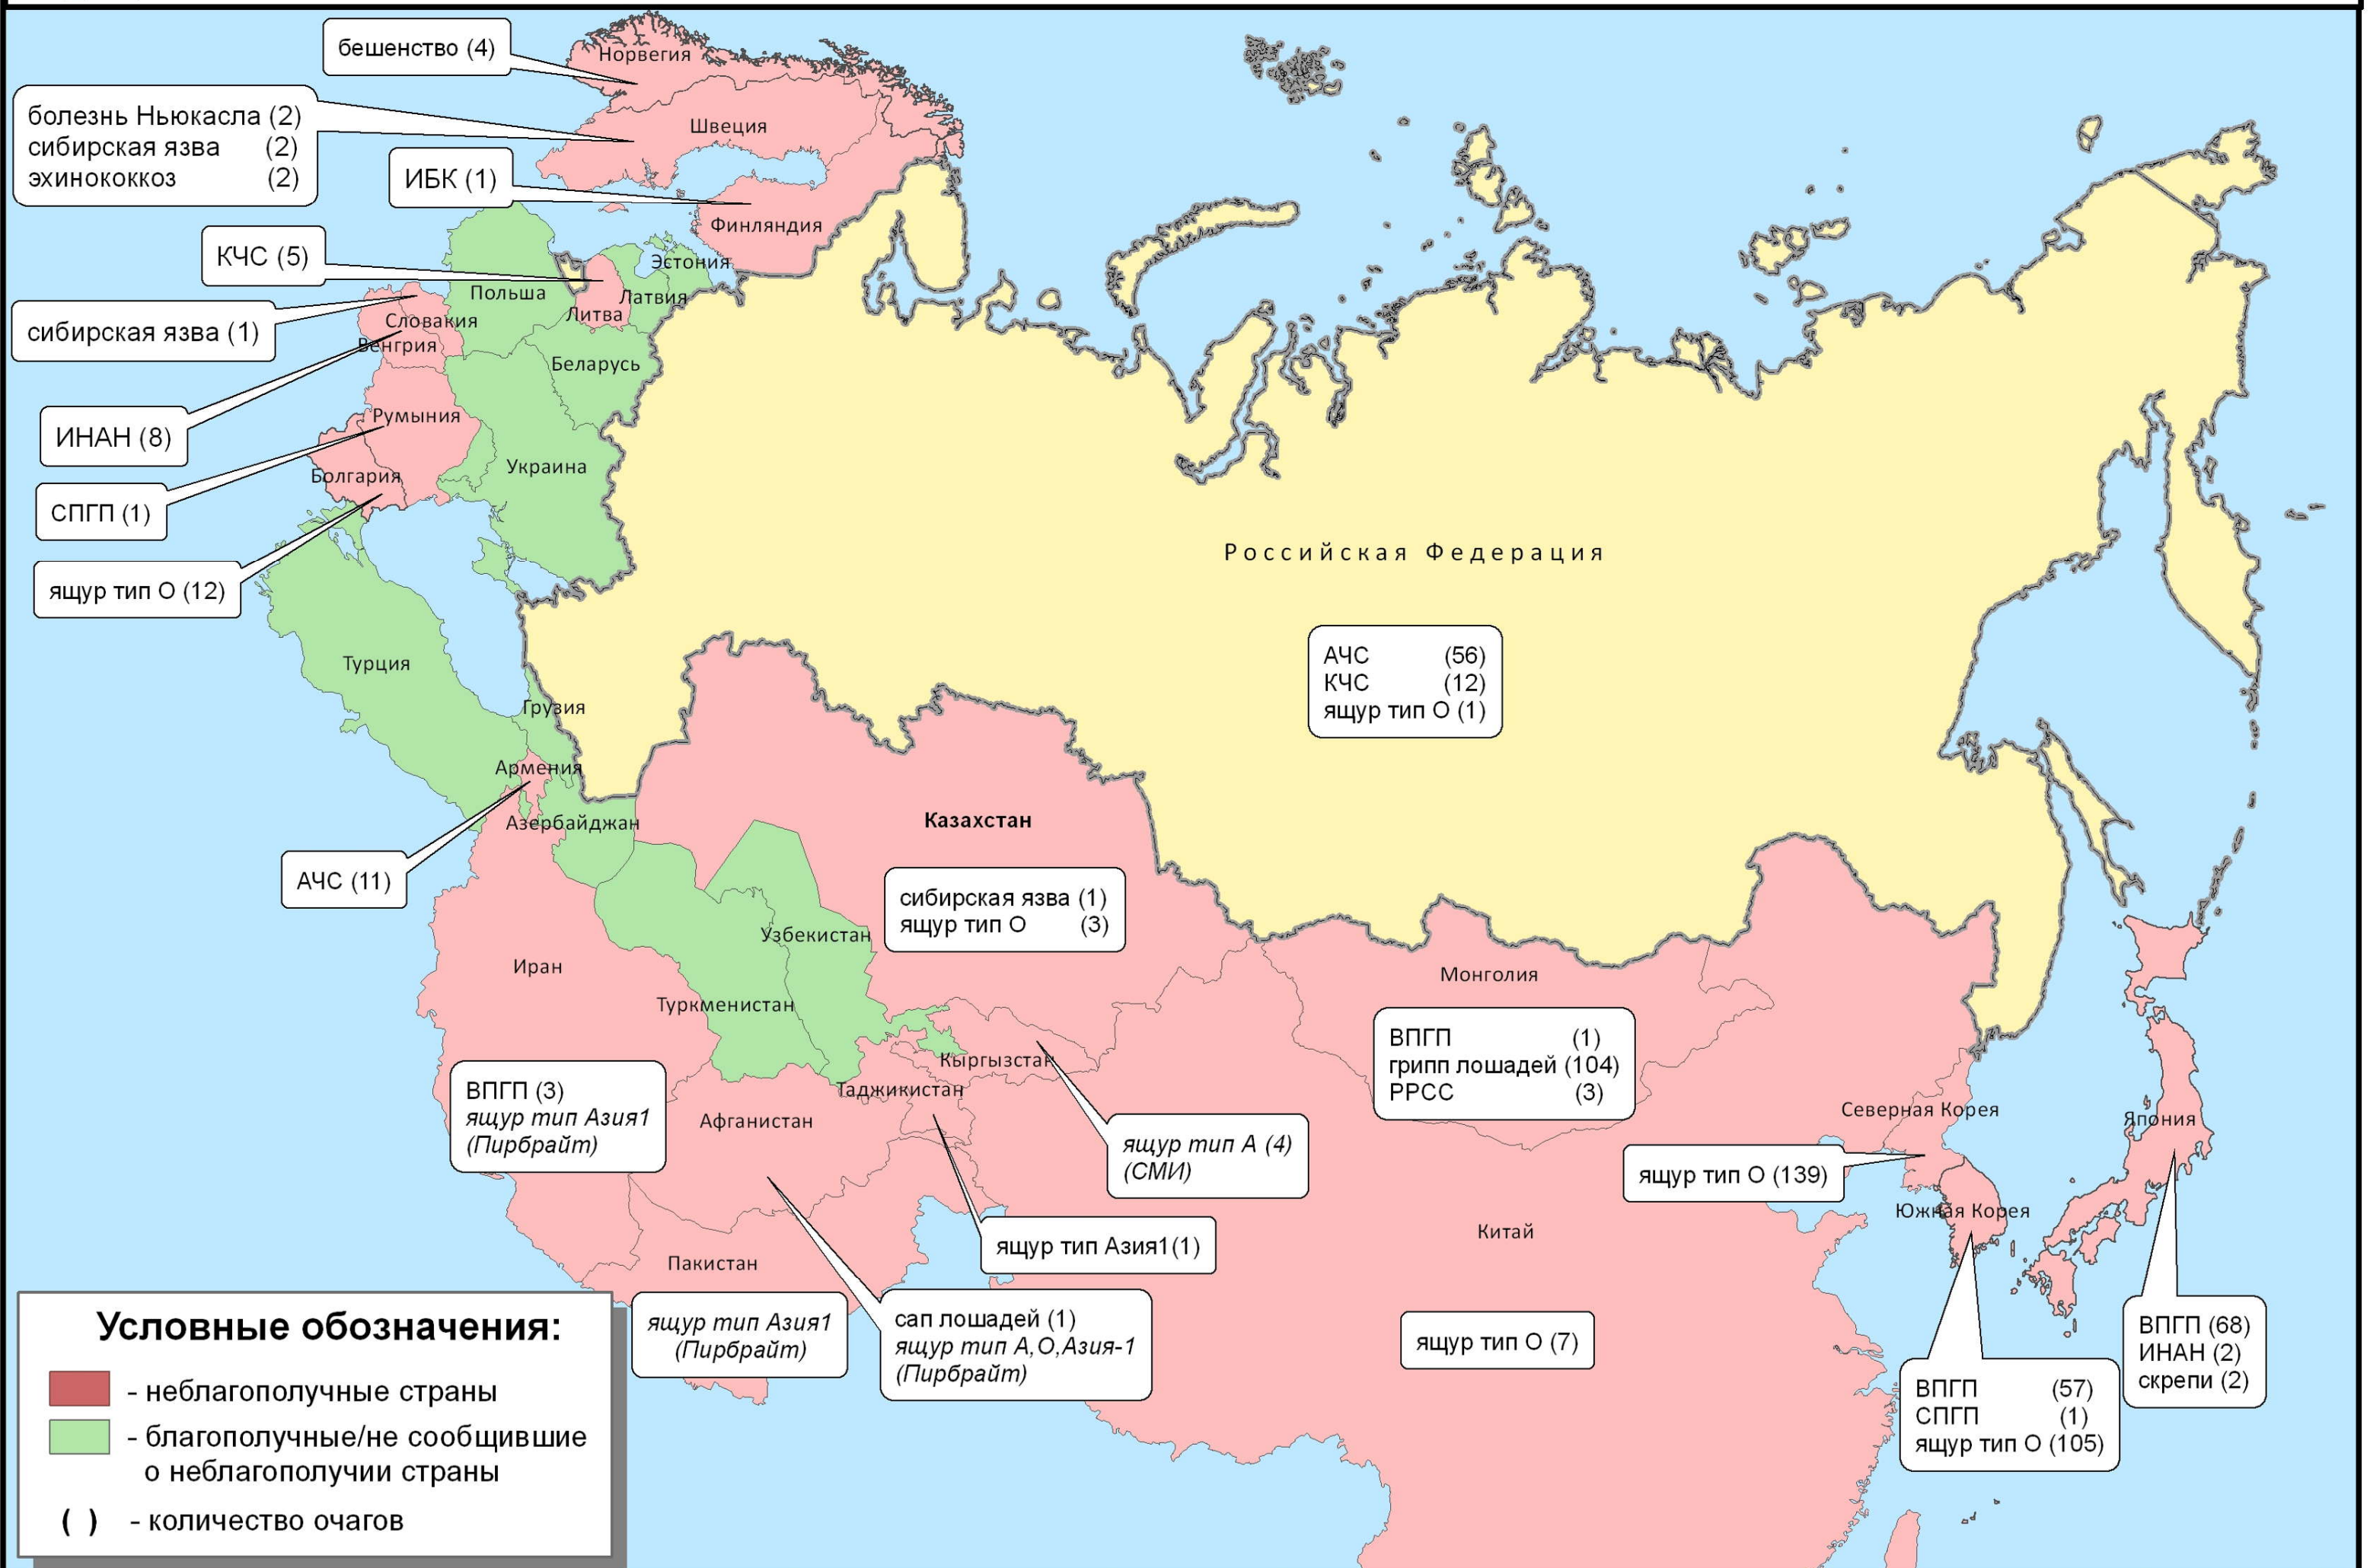 Норвегия
бешенство (4)
болезнь Ньюкасла (2)
сибирская язва (2)
эхинококкоз (2)
Швеция
ИБК (1)
Финляндия
КЧС (5)
Эстония
Польша
Латвия
Литва
сибирская язва (1)
Словакия
Венгрия
Беларусь
ИНАН (8)
Румыния
Украина
Болгария
СПГП (1)
ящур тип О (12)
Российская Федерация
АЧС (56)
КЧС (12)
ящур тип О (1)
Турция
Грузия
Армения
Азербайджан
АЧС (11)
Казахстан
сибирская язва (1)
ящур тип О (3)
Узбекистан
Иран
Туркменистан
Монголия
ВПГП (1)
грипп лошадей (104)
РРСС (3)
Кыргызстан
Таджикистан
ВПГП (3)
ящур тип Азия1
(Пирбрайт)
Афганистан
ящур тип А (4)
(СМИ)
Северная Корея
Япония
ящур тип О (139)
Южная Корея
Китай
ящур тип Азия1(1)
Пакистан
ящур тип Азия1
(Пирбрайт)
сап лошадей (1)
ящур тип А,О,Азия-1
(Пирбрайт)
ящур тип О (7)
ВПГП (57)
СПГП (1)
ящур тип О (105)
ВПГП (68)
ИНАН (2)
скрепи (2)
Условные обозначения:
- неблагополучные страны
- благополучные/не сообщившие
о неблагополучии страны
( ) - количество очагов